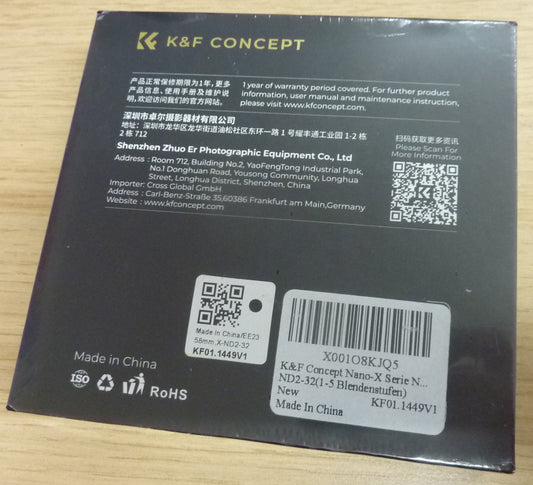 K&F CONCEPT
产品正常保修期限为1年, 更多
产品信息、使用手册及维护说
明, 欢迎访问我们的官方网站。
1 year of warranty period covered. For further product
information, user manual and maintenance instruction,
please visit www.kfconcept.com.
深圳市卓尔摄影器材有限公司
地址: 深圳市龙华区龙华街道油松社区东环一路 1 号耀丰通工业园 1-2 栋
2 栋 712
Shenzhen Zhuo Er Photographic Equipment Co., Ltd
Address : Room 712, Building No.2, YaoFengTong Industrial Park,
No.1 Donghuan Road, Yousong Community, Longhua
Street, Longhua District, Shenzhen, China
Importer: Cross Global GmbH
Address : Carl-Benz-Straße 35,60386 Frankfurt am Main,Germany
Website : www.kfconcept.com
扫码获取更多资讯
Please Scan For
More Information
Made In China/EE23
58mm,X-ND2-32
KF01.1449V1
X001O8KJQ5
K&F Concept Nano-X Serie N...
ND2-32(1-5 Blendenstufen)
New
KF01.1449V1
Made In China
Made in China
ISO
RoHS